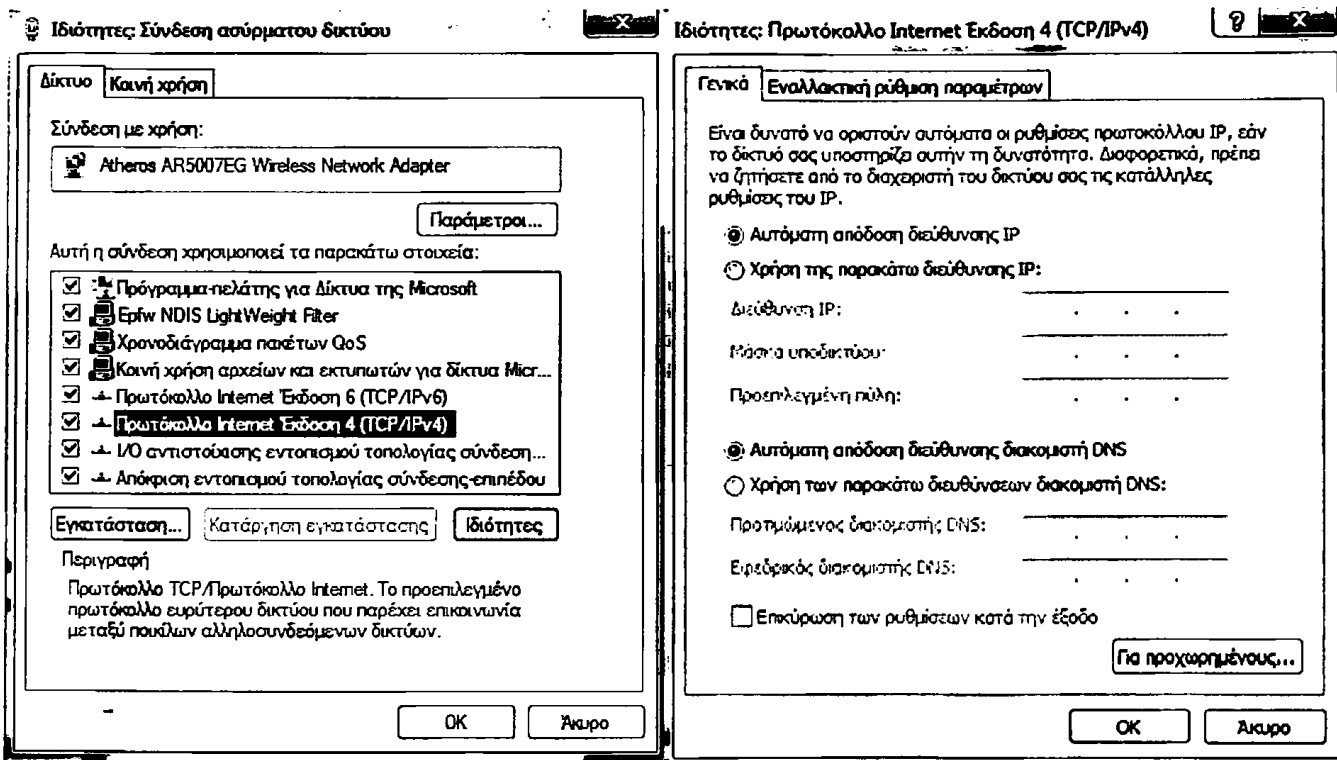 Ιδιότητες: Σύνδεση ασύρματου δικτύου
Δίκτυο
Κοινή χρήση
Σύνδεση με χρήση:
Atheros AR5007EG Wireless Network Adapter
Παράμετροι...
Αυτή η σύνδεση χρησιμοποιεί τα παρακάτω στοιχεία:
Πρόγραμμα-πελάτης για Δίκτυα της Microsoft
Epfw NDIS LightWeight Filter
Χρονοδιάγραμμα πακέτων QoS
Κοινή χρήση αρχείων και εκτυπωτών για δίκτυα Micr...
Πρωτόκολλο Internet Έκδοση 6 (TCP/IPv6)
Πρωτόκολλο Internet Έκδοση 4 (TCP/IPv4)
I/O αντιστοίχισης εντοπισμού τοπολογίας σύνδεση...
Απόκριση εντοπισμού τοπολογίας σύνδεσης-επιπέδου
Εγκατάσταση...
Κατάργηση εγκατάστασης
Ιδιότητες
Περιγραφή
Πρωτόκολλο TCP/Πρωτόκολλο Internet. Το προεπιλεγμένο
πρωτόκολλο ευρύτερου δικτύου που παρέχει επικοινωνία
μεταξύ ποικίλων αλληλοσυνδεόμενων δικτύων.
OK
Άκυρο
Ιδιότητες: Πρωτόκολλο Internet Έκδοση 4 (TCP/IPv4)
Γενικά
Εναλλακτική ρύθμιση παραμέτρων
Είναι δυνατό να οριστούν αυτόματα οι ρυθμίσεις πρωτοκόλλου IP, εάν
το δίκτυό σας υποστηρίζει αυτήν τη δυνατότητα. Διαφορετικά, πρέπει
να ζητήσετε από το διαχειριστή του δικτύου σας τις κατάλληλες
ρυθμίσεις του IP.
Αυτόματη απόδοση διεύθυνσης IP
Χρήση της παρακάτω διεύθυνσης IP:
Διεύθυνση IP:
Μάσκα υποδικτύου:
Προεπιλεγμένη πύλη:
Αυτόματη απόδοση διεύθυνσης διακομιστή DNS
Χρήση των παρακάτω διευθύνσεων διακομιστή DNS:
Προτιμώμενος διακομιστής DNS:
Εφεδρικός διακομιστής DNS:
Επικύρωση των ρυθμίσεων κατά την έξοδο
Για προχωρημένους...
OK
Άκυρο